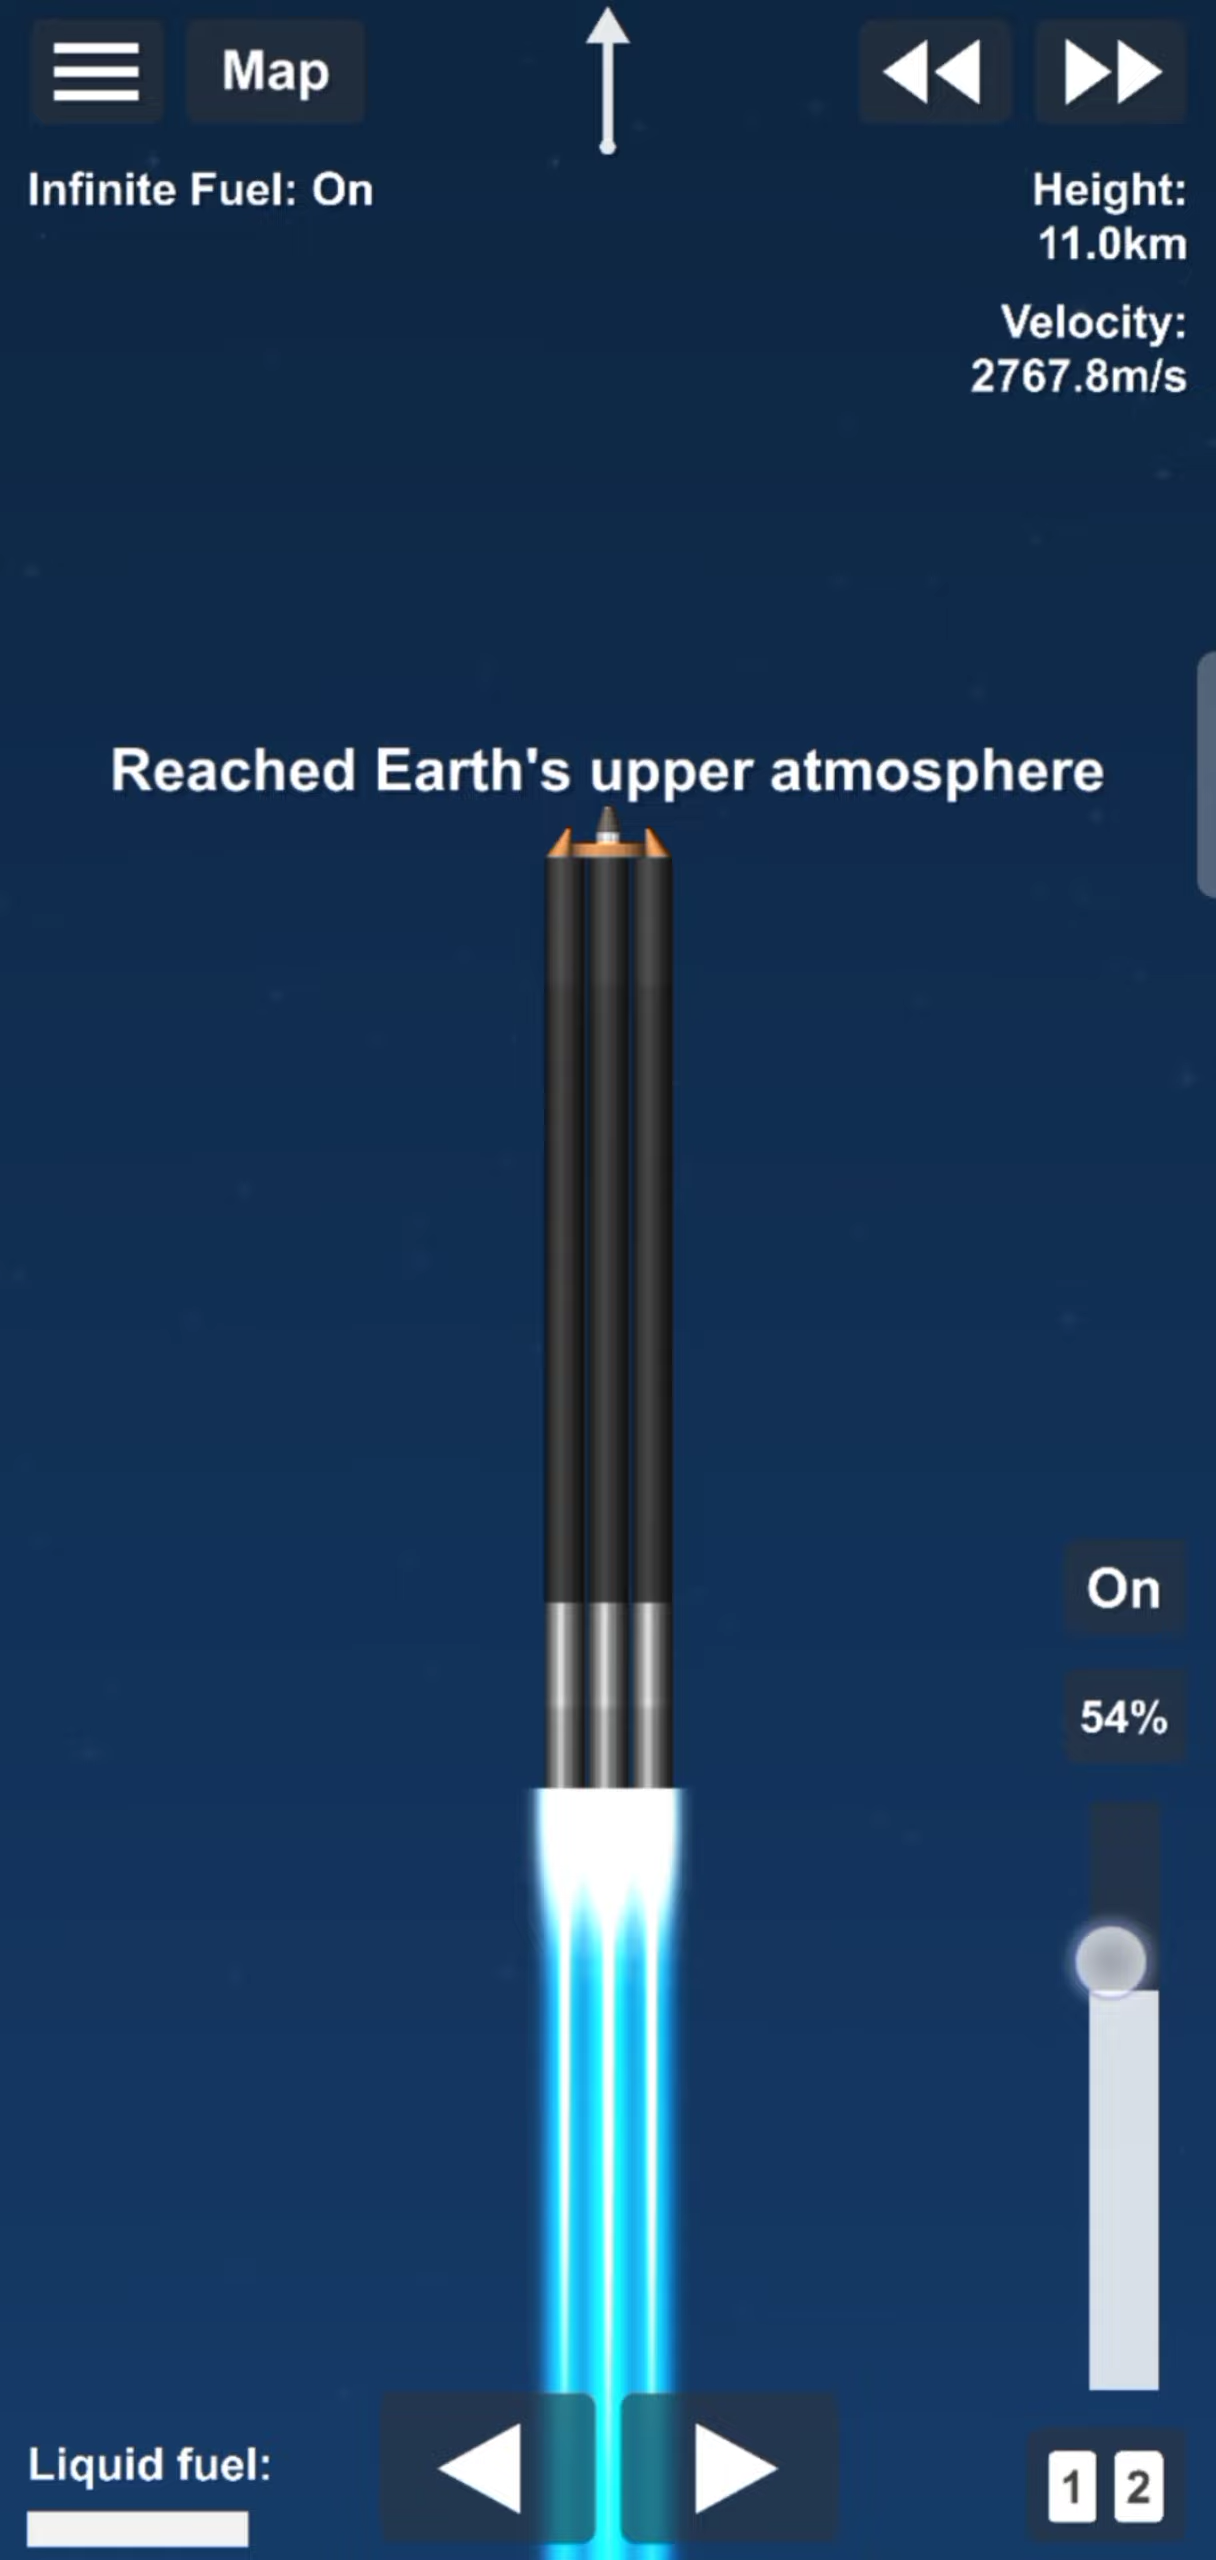 Map
Infinite Fuel: On
Height:
11.0km
Velocity:
2767.8m/s
Reached Earth's upper atmosphere
On
54%
Liquid fuel:
1 2